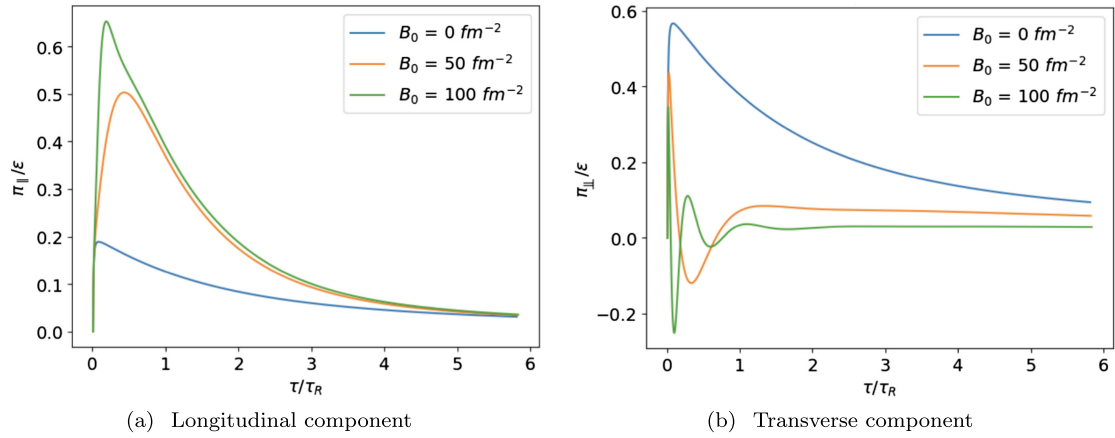 B₀ = 0 fm⁻²
B₀ = 50 fm⁻²
B₀ = 100 fm⁻²
0.6
0.5
0.4
0.3
0.2
0.1
0.0
π∥/ε
0 1 2 3 4 5 6
τ/τR
(a) Longitudinal component
B₀ = 0 fm⁻²
B₀ = 50 fm⁻²
B₀ = 100 fm⁻²
0.6
0.4
0.2
0.0
−0.2
π⫫/ε
0 1 2 3 4 5 6
τ/τR
(b) Transverse component